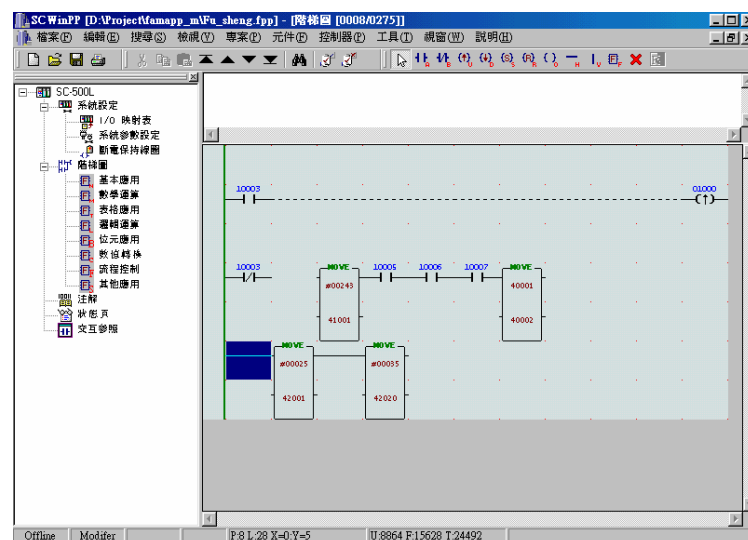 SCWinPP [D:\Project\famapp_m\Fu_sheng.fpp] - [階梯圖 [0008/0275]]
檔案(F) 編輯(E) 搜尋(S) 檢視(V) 專案(P) 元件(F) 控制器(P) 工具(T) 視窗(W) 說明(H)
SC-500L
系統設定
I/O 映射表
系統參數設定
斷電保持線圈
階梯圖
基本應用
數學運算
表格應用
邏輯運算
位元應用
數值轉換
流程控制
其他應用
注解
狀態頁
交互參照
10003 01000
10003 MOVE 10005 10006 10007 MOVE
#00243 40001
41001 40002
MOVE MOVE
#00025 #00035
42001 42020
Offline Modifer P:8 L:28 X=0:Y=5 U:8864 F:15628 T:24492